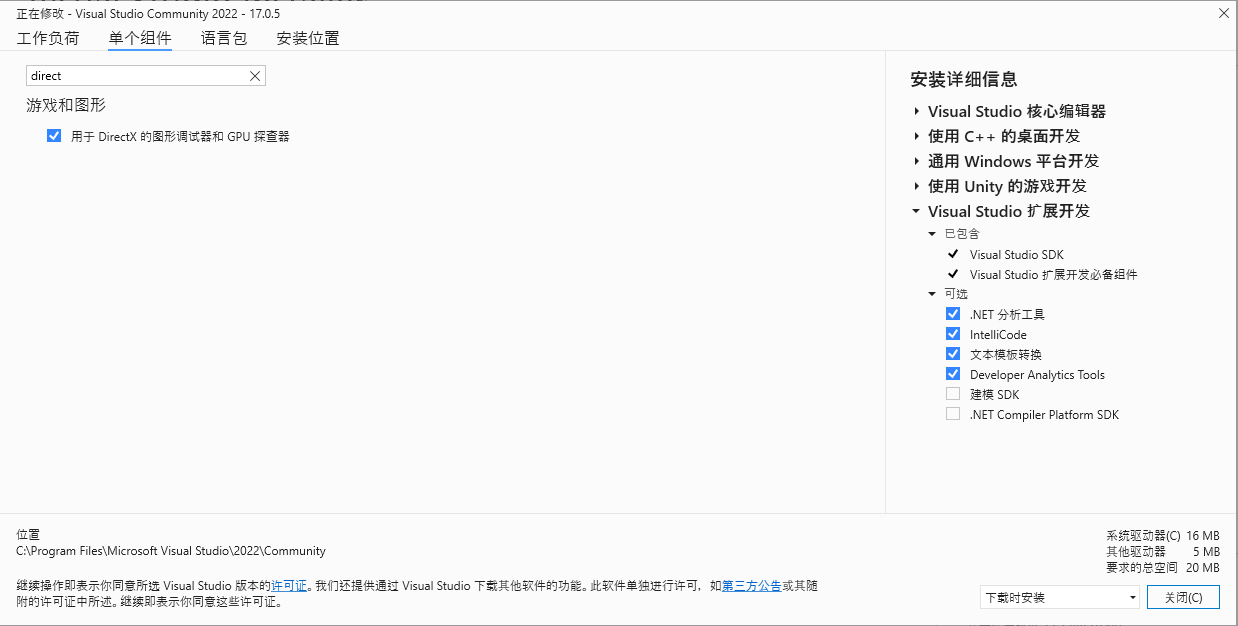 正在修改 - Visual Studio Community 2022 - 17.0.5
工作负荷 单个组件 语言包 安装位置
direct
游戏和图形
用于 DirectX 的图形调试器和 GPU 探查器
安装详细信息
Visual Studio 核心编辑器
使用 C++ 的桌面开发
通用 Windows 平台开发
使用 Unity 的游戏开发
Visual Studio 扩展开发
已包含
Visual Studio SDK
Visual Studio 扩展开发必备组件
可选
.NET 分析工具
IntelliCode
文本模板转换
Developer Analytics Tools
建模 SDK
.NET Compiler Platform SDK
位置
C:\Program Files\Microsoft Visual Studio\2022\Community
继续操作即表示你同意所选 Visual Studio 版本的许可证。我们还提供通过 Visual Studio 下载其他软件的功能。此软件单独进行许可，如第三方公告或其随
附的许可证中所述。继续即表示你同意这些许可证。
系统驱动器(C) 16 MB
其他驱动器 5 MB
要求的总空间 20 MB
下载时安装
关闭(C)